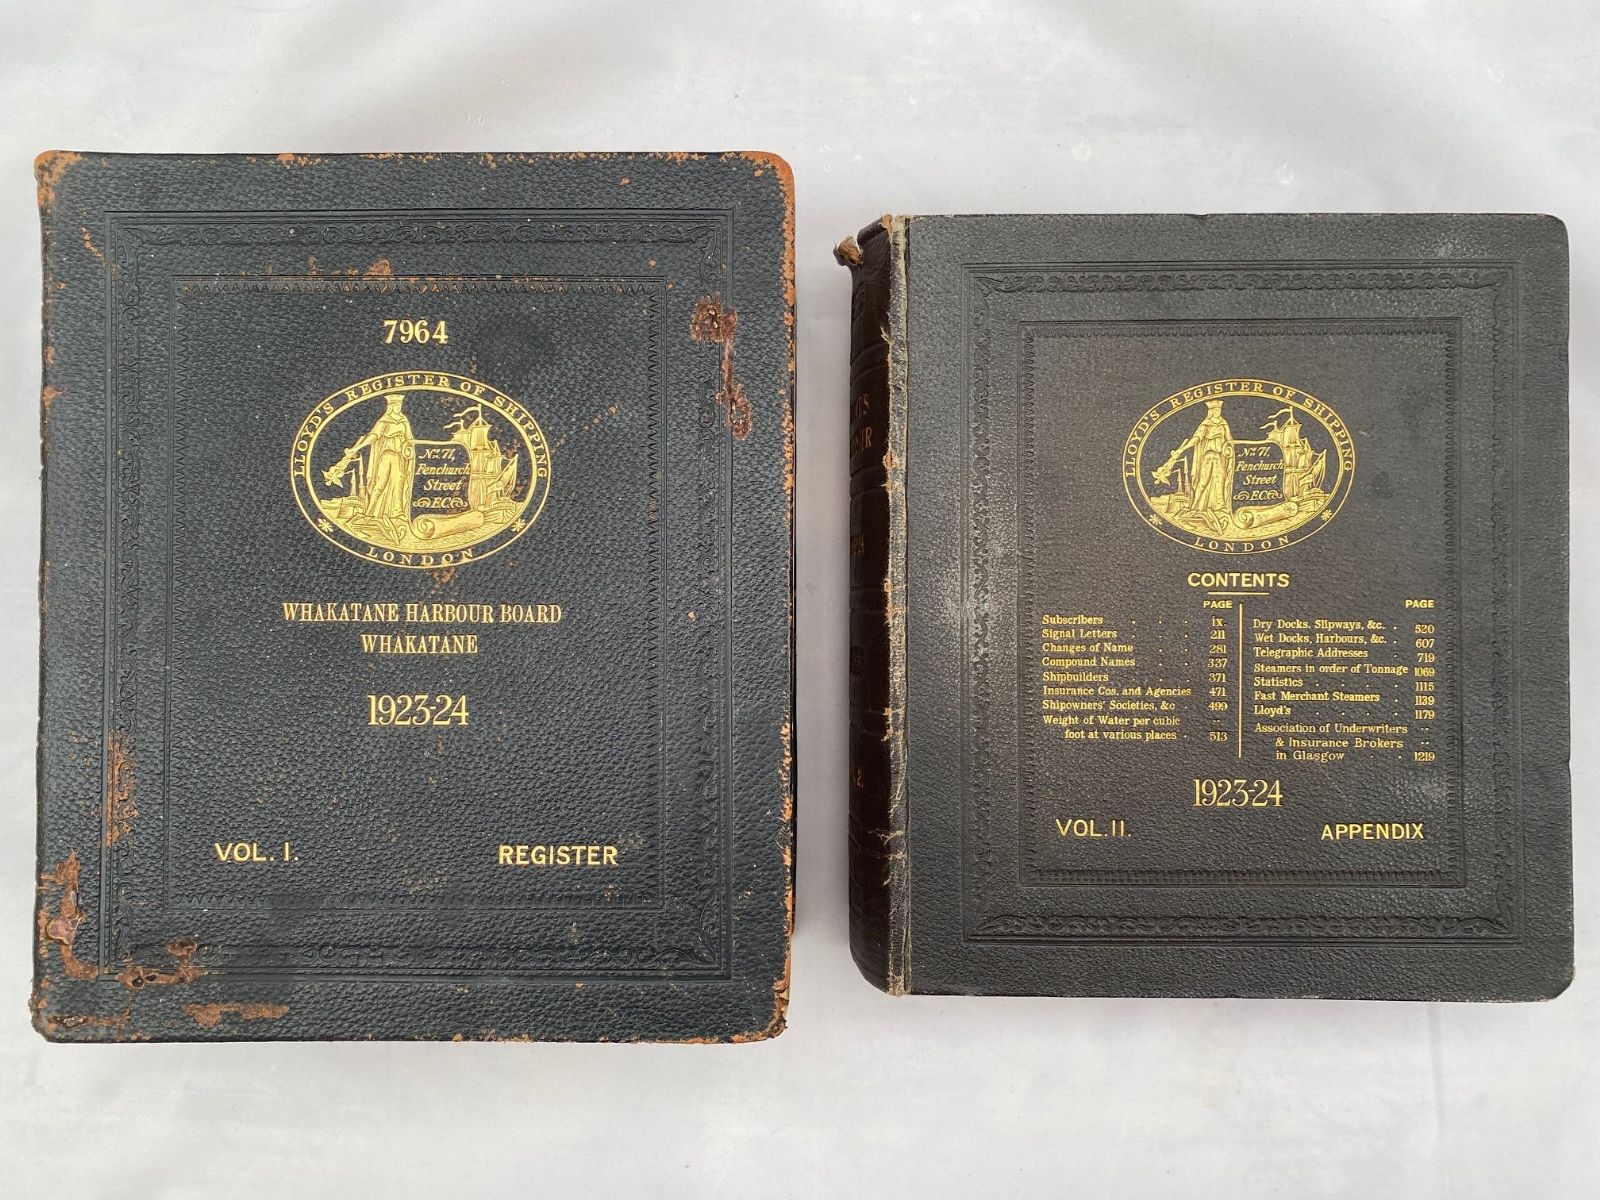 7964
LLOYD'S REGISTER OF SHIPPING
No. 71,
Fenchurch
Street
E.C.
LONDON
WHAKATANE HARBOUR BOARD
WHAKATANE
1923-24
VOL. I. REGISTER
LLOYD'S REGISTER OF SHIPPING
No. 71,
Fenchurch
Street
E.C.
LONDON
CONTENTS
PAGE
Subscribers . . . ix.
Signal Letters . . 211
Changes of Name . . 281
Compound Names . . 337
Shipbuilders . . 371
Insurance Cos. and Agencies 471
Shipowners' Societies, &c . 499
Weight of Water per cubic
foot at various places . 513
PAGE
Dry Docks, Slipways, &c. . 520
Wet Docks, Harbours, &c. . 607
Telegraphic Addresses . 719
Steamers in order of Tonnage 1069
Statistics . . . 1115
Fast Merchant Steamers . 1139
Lloyd's . . . 1179
Association of Underwriters
& Insurance Brokers
in Glasgow . . 1219
1923-24
VOL. II. APPENDIX